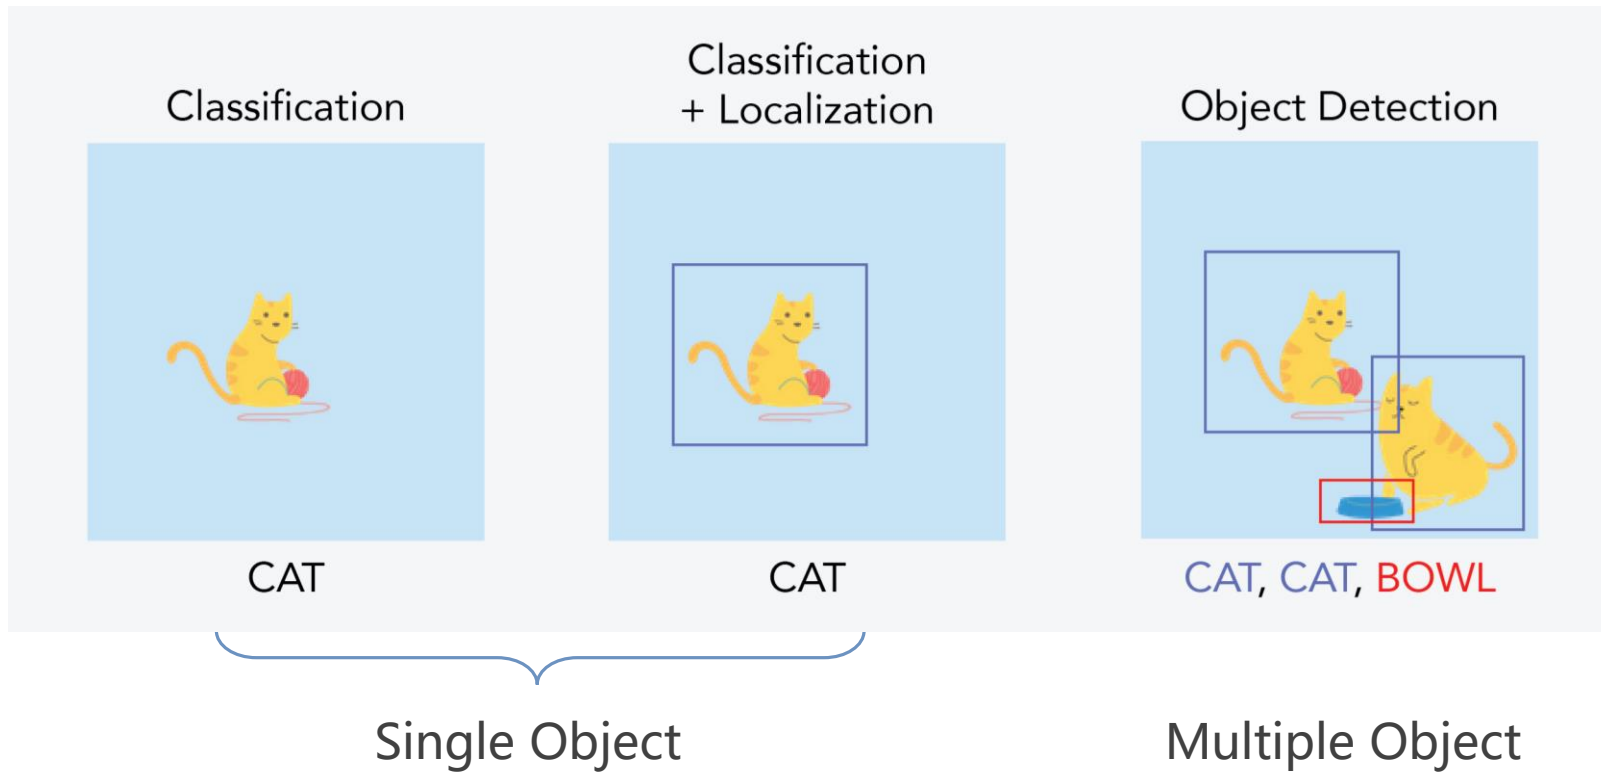 Classification
CAT
Classification
+ Localization
CAT
Object Detection
CAT, CAT, BOWL
Single Object
Multiple Object